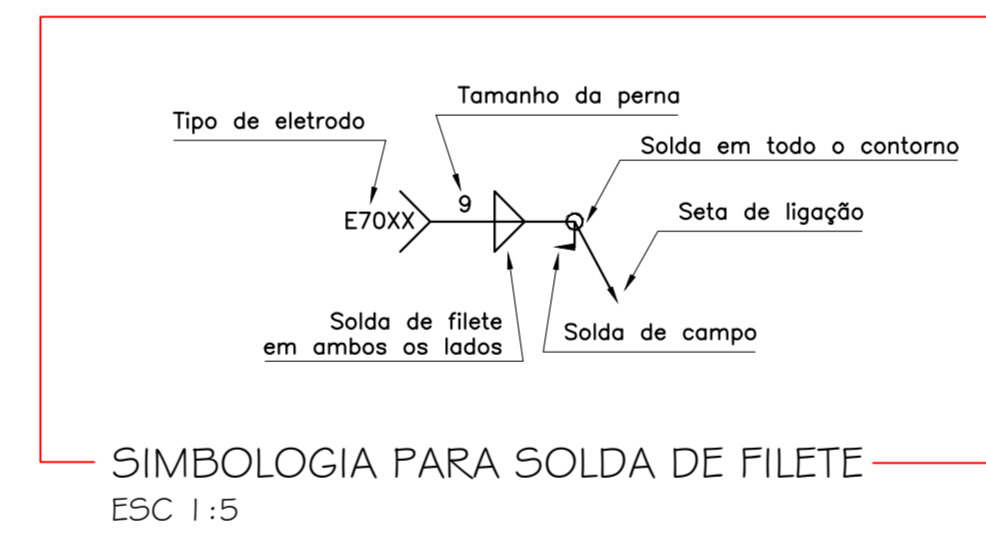 Tamanho da perna
Tipo de eletrodo
Solda em todo o contorno
9
E70XX
Seta de ligação
Solda de filete
em ambos os lados
Solda de campo
SIMBOLOGIA PARA SOLDA DE FILETE
ESC 1:5